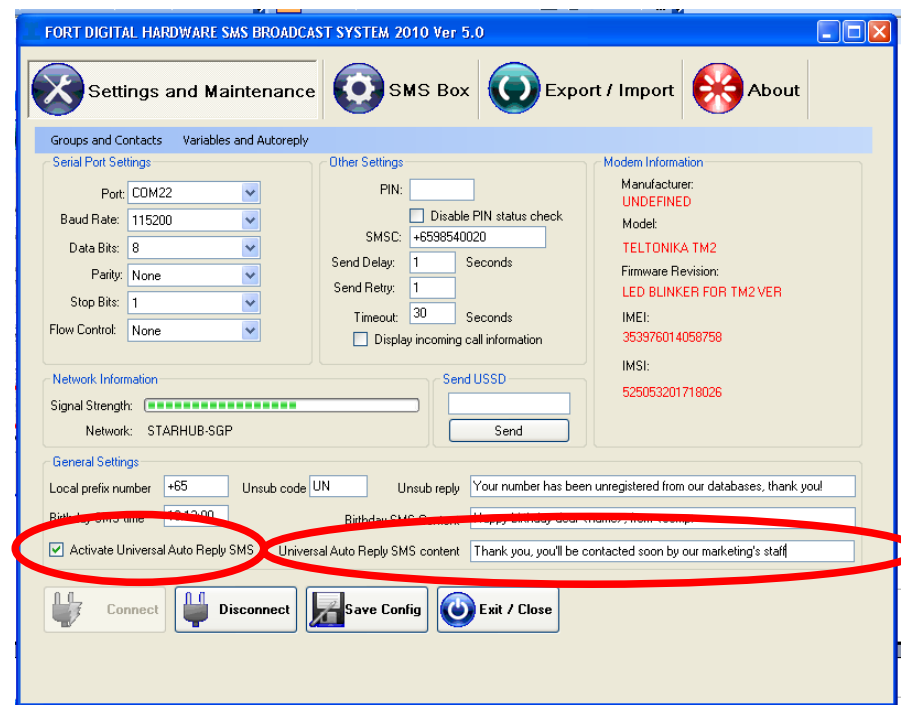 FORT DIGITAL HARDWARE SMS BROADCAST SYSTEM 2010 Ver 5.0
Settings and Maintenance SMS Box Export / Import About
Groups and Contacts Variables and Autoreply
Serial Port Settings
Port: COM22
Baud Rate: 115200
Data Bits: 8
Parity: None
Stop Bits: 1
Flow Control: None
Other Settings
PIN:
Disable PIN status check
SMSC: +6598540020
Send Delay: 1 Seconds
Send Retry: 1
Timeout: 30 Seconds
Display incoming call information
Modem Information
Manufacturer:
UNDEFINED
Model:
TELTONIKA TM2
Firmware Revision:
LED BLINKER FOR TM2 VER
IMEI:
353976014058758
IMSI:
525053201718026
Network Information
Signal Strength:
Network: STARHUB-SGP
Send USSD
Send
General Settings
Local prefix number +65 Unsub code UN Unsub reply Your number has been unregistered from our databases, thank you!
Birthday SMS time Birthday SMS Content
Activate Universal Auto Reply SMS Universal Auto Reply SMS content Thank you, you'll be contacted soon by our marketing's staff
Connect Disconnect Save Config Exit / Close